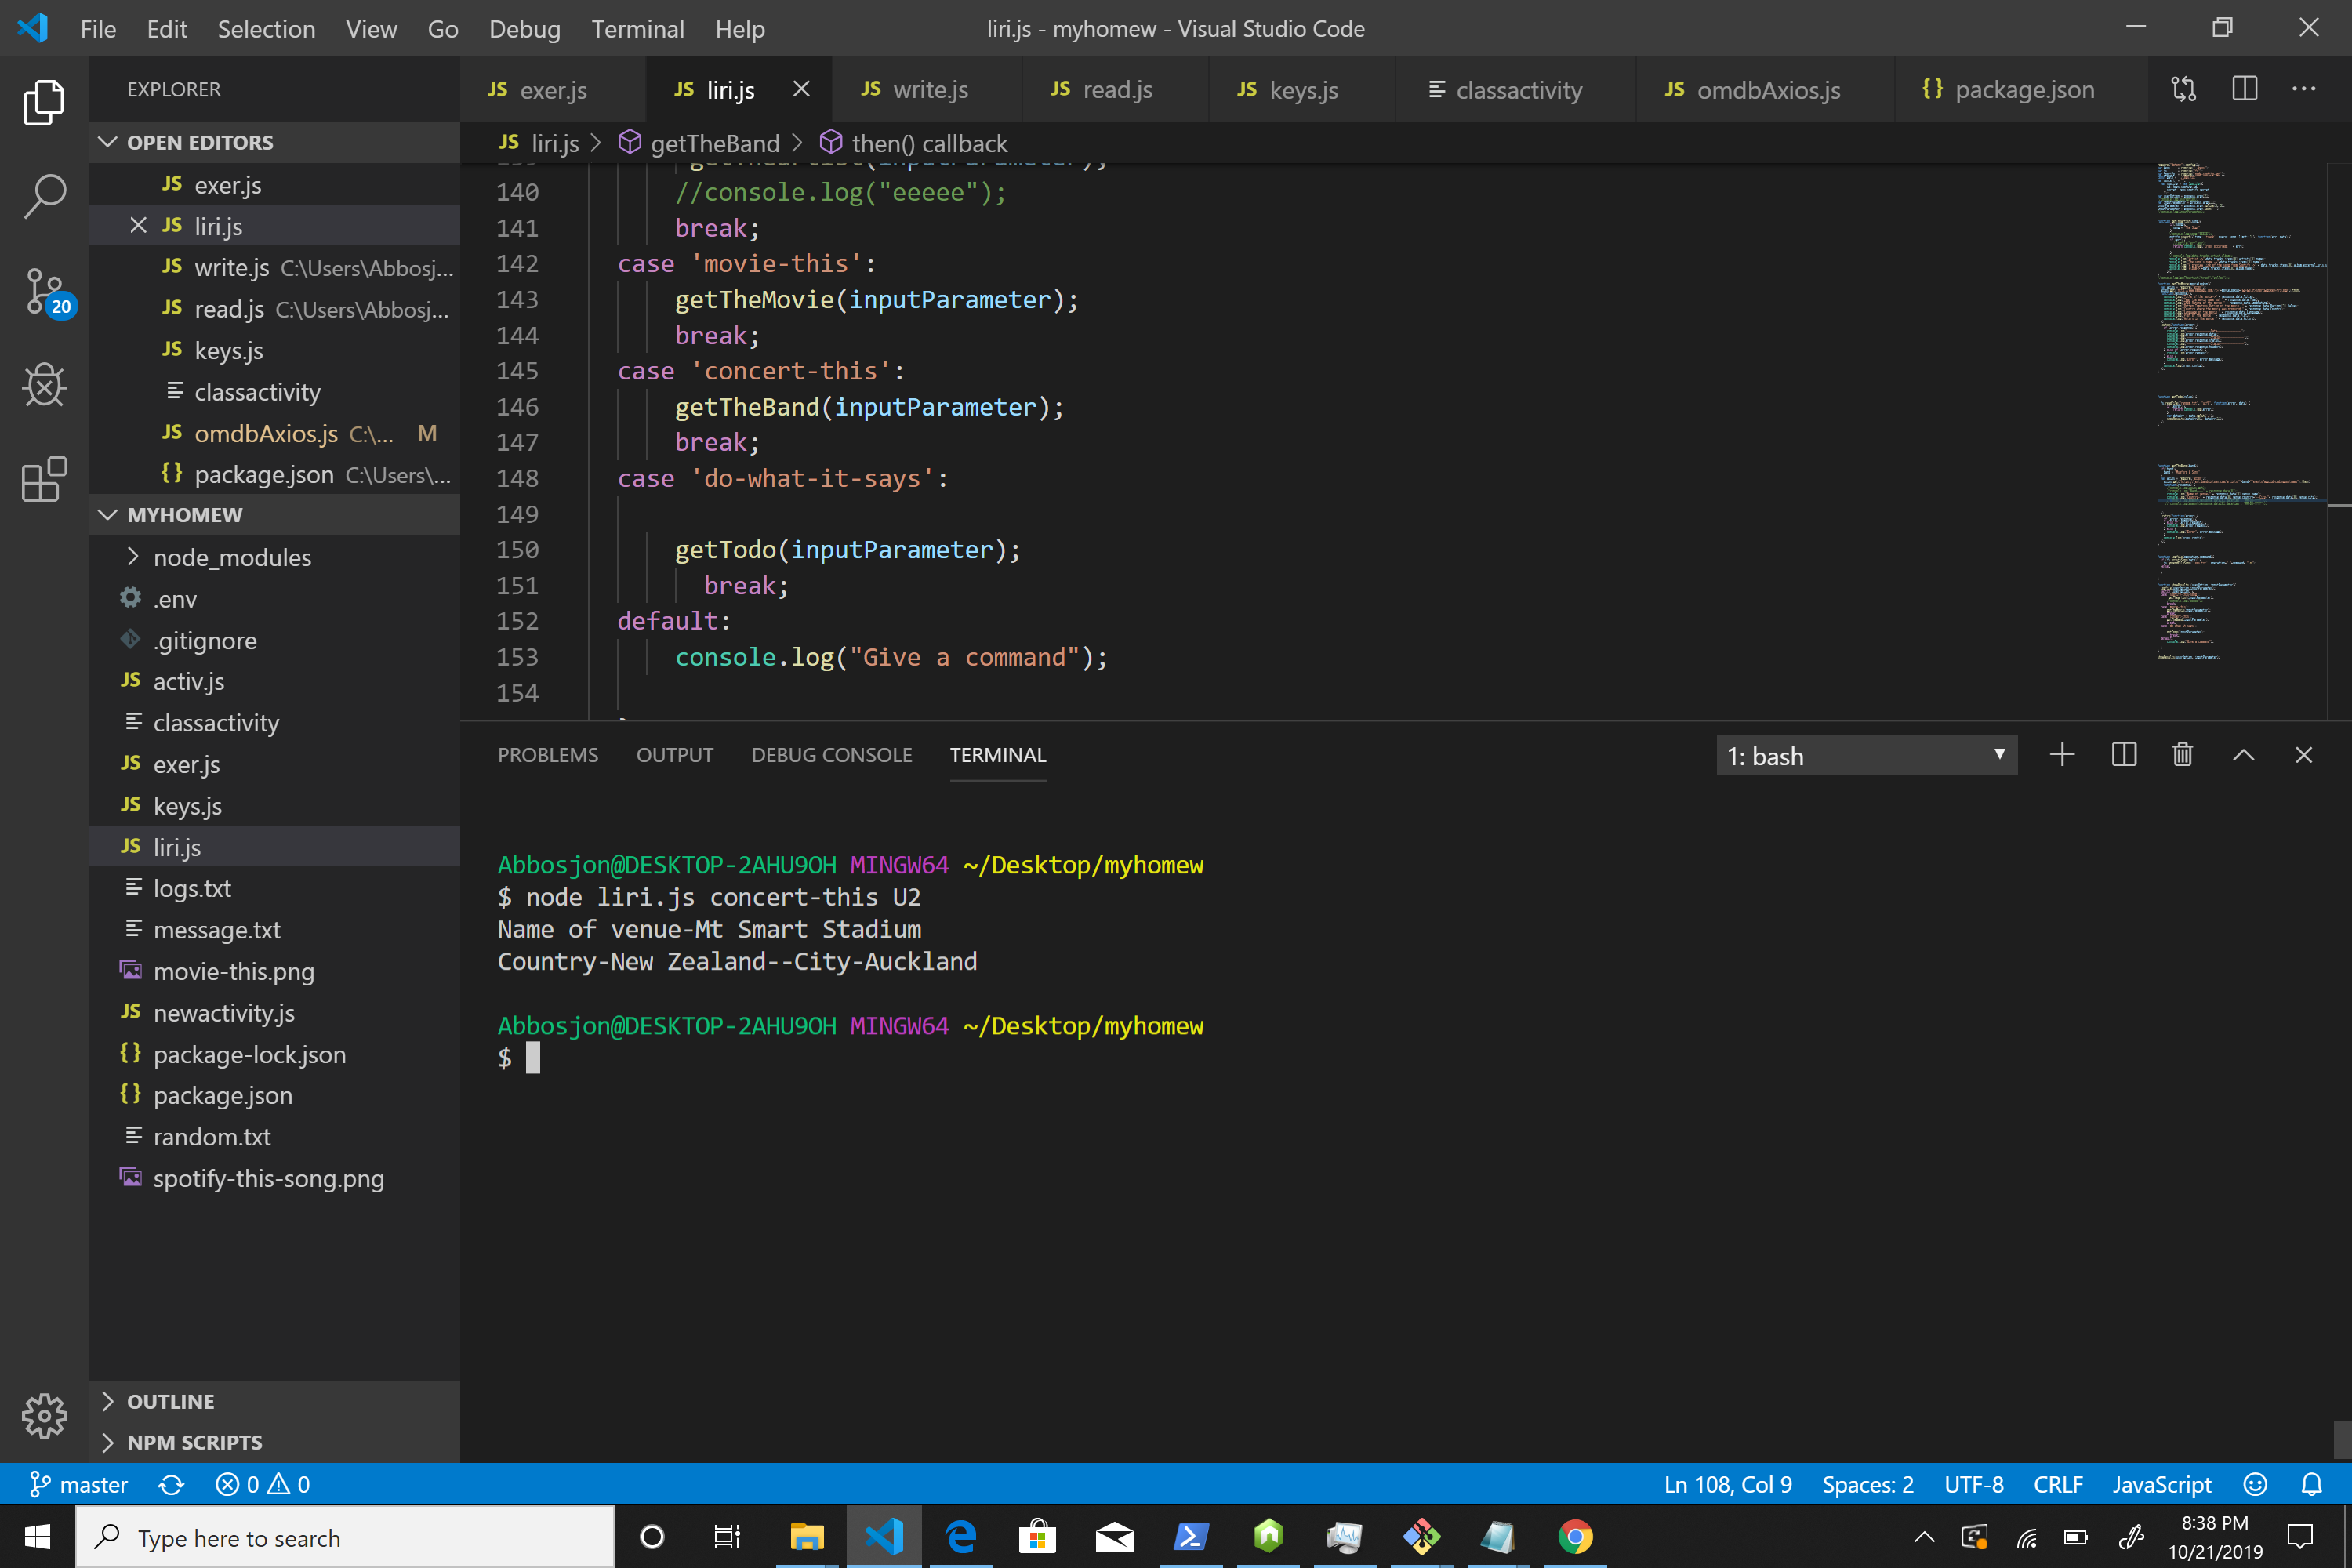 File Edit Selection View Go Debug Terminal Help
liri.js - myhomew - Visual Studio Code
EXPLORER
OPEN EDITORS
JS exer.js
JS liri.js
JS write.js C:\Users\Abbosj...
JS read.js C:\Users\Abbosj...
JS keys.js
classactivity
JS omdbAxios.js C:\... M
{} package.json C:\Users\...
20
MYHOMEW
node_modules
.env
.gitignore
JS activ.js
classactivity
JS exer.js
JS keys.js
JS liri.js
logs.txt
message.txt
movie-this.png
JS newactivity.js
{} package-lock.json
{} package.json
random.txt
spotify-this-song.png
OUTLINE
NPM SCRIPTS
JS exer.js JS liri.js JS write.js JS read.js JS keys.js classactivity JS omdbAxios.js {} package.json
JS liri.js > getTheBand > then() callback
140 //console.log("eeeee");
141 break;
142 case 'movie-this':
143 getTheMovie(inputParameter);
144 break;
145 case 'concert-this':
146 getTheBand(inputParameter);
147 break;
148 case 'do-what-it-says':
149
150 getTodo(inputParameter);
151 break;
152 default:
153 console.log("Give a command");
154
PROBLEMS OUTPUT DEBUG CONSOLE TERMINAL
1: bash
Abbosjon@DESKTOP-2AHU9OH MINGW64 ~/Desktop/myhomew
$ node liri.js concert-this U2
Name of venue-Mt Smart Stadium
Country-New Zealand--City-Auckland
Abbosjon@DESKTOP-2AHU9OH MINGW64 ~/Desktop/myhomew
$
master 0 0
Ln 108, Col 9 Spaces: 2 UTF-8 CRLF JavaScript
Type here to search
8:38 PM
10/21/2019